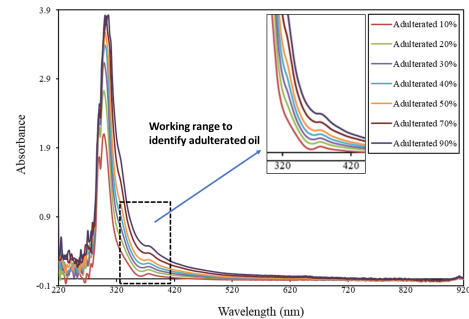 3.9
2.9
1.9
0.9
-0.1
Absorbance
220
320
420
520
620
720
820
920
Wavelength (nm)
Working range to
identify adulterated oil
320
420
Adulterated 10%
Adulterated 20%
Adulterated 30%
Adulterated 40%
Adulterated 50%
Adulterated 70%
Adulterated 90%